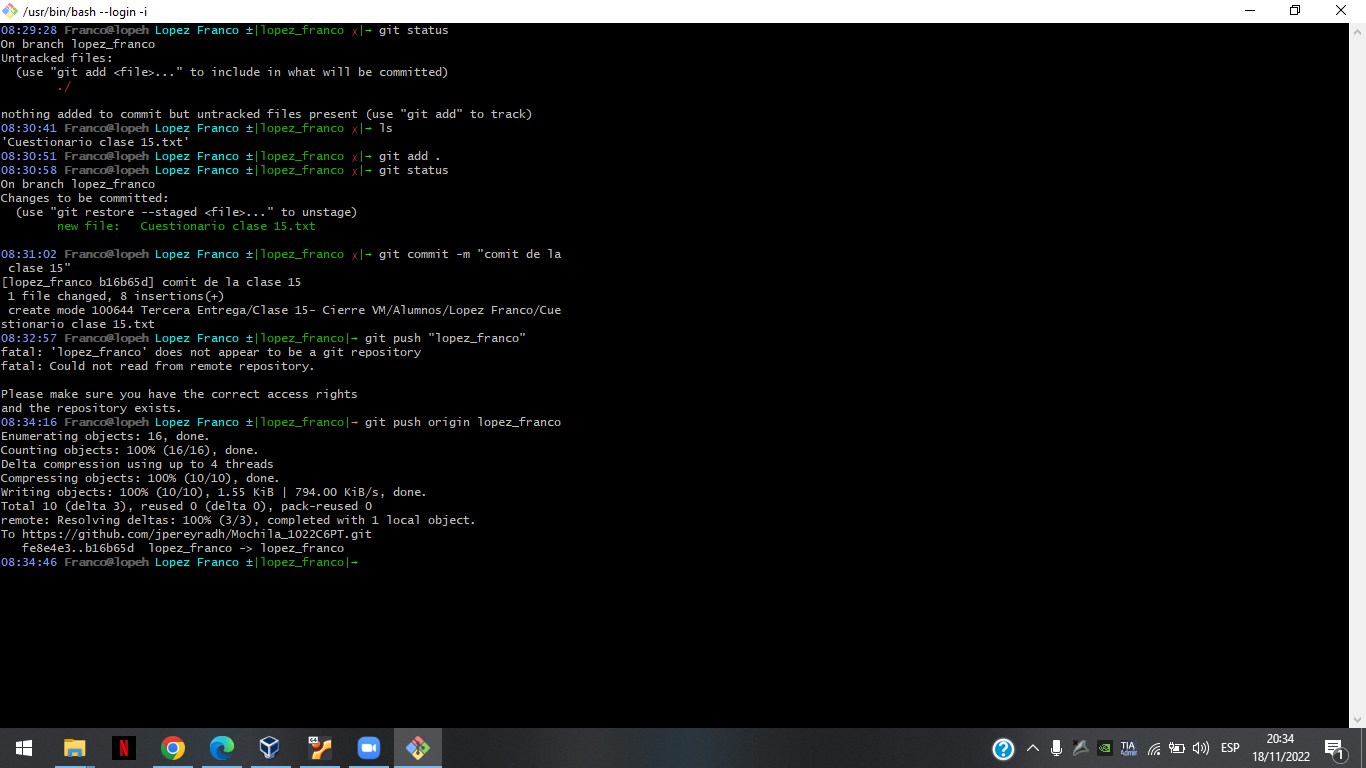 /usr/bin/bash --login -i
08:29:28 Franco@lopeh Lopez Franco ±|lopez_franco ✗|→ git status
On branch lopez_franco
Untracked files:
  (use "git add <file>..." to include in what will be committed)
        ./
nothing added to commit but untracked files present (use "git add" to track)
08:30:41 Franco@lopeh Lopez Franco ±|lopez_franco ✗|→ ls
'Cuestionario clase 15.txt'
08:30:51 Franco@lopeh Lopez Franco ±|lopez_franco ✗|→ git add .
08:30:58 Franco@lopeh Lopez Franco ±|lopez_franco ✗|→ git status
On branch lopez_franco
Changes to be committed:
  (use "git restore --staged <file>..." to unstage)
        new file:   Cuestionario clase 15.txt
08:31:02 Franco@lopeh Lopez Franco ±|lopez_franco ✗|→ git commit -m "comit de la
 clase 15"
[lopez_franco b16b65d] comit de la clase 15
 1 file changed, 8 insertions(+)
 create mode 100644 Tercera Entrega/Clase 15- Cierre VM/Alumnos/Lopez Franco/Cue
stionario clase 15.txt
08:32:57 Franco@lopeh Lopez Franco ±|lopez_franco|→ git push "lopez_franco"
fatal: 'lopez_franco' does not appear to be a git repository
fatal: Could not read from remote repository.
Please make sure you have the correct access rights
and the repository exists.
08:34:16 Franco@lopeh Lopez Franco ±|lopez_franco|→ git push origin lopez_franco
Enumerating objects: 16, done.
Counting objects: 100% (16/16), done.
Delta compression using up to 4 threads
Compressing objects: 100% (10/10), done.
Writing objects: 100% (10/10), 1.55 KiB | 794.00 KiB/s, done.
Total 10 (delta 3), reused 0 (delta 0), pack-reused 0
remote: Resolving deltas: 100% (3/3), completed with 1 local object.
To https://github.com/jpereyradh/Mochila_1022C6PT.git
   fe8e4e3..b16b65d  lopez_franco -> lopez_franco
08:34:46 Franco@lopeh Lopez Franco ±|lopez_franco|→
N
64
?
TIA
Admin
ESP
20:34
18/11/2022
1